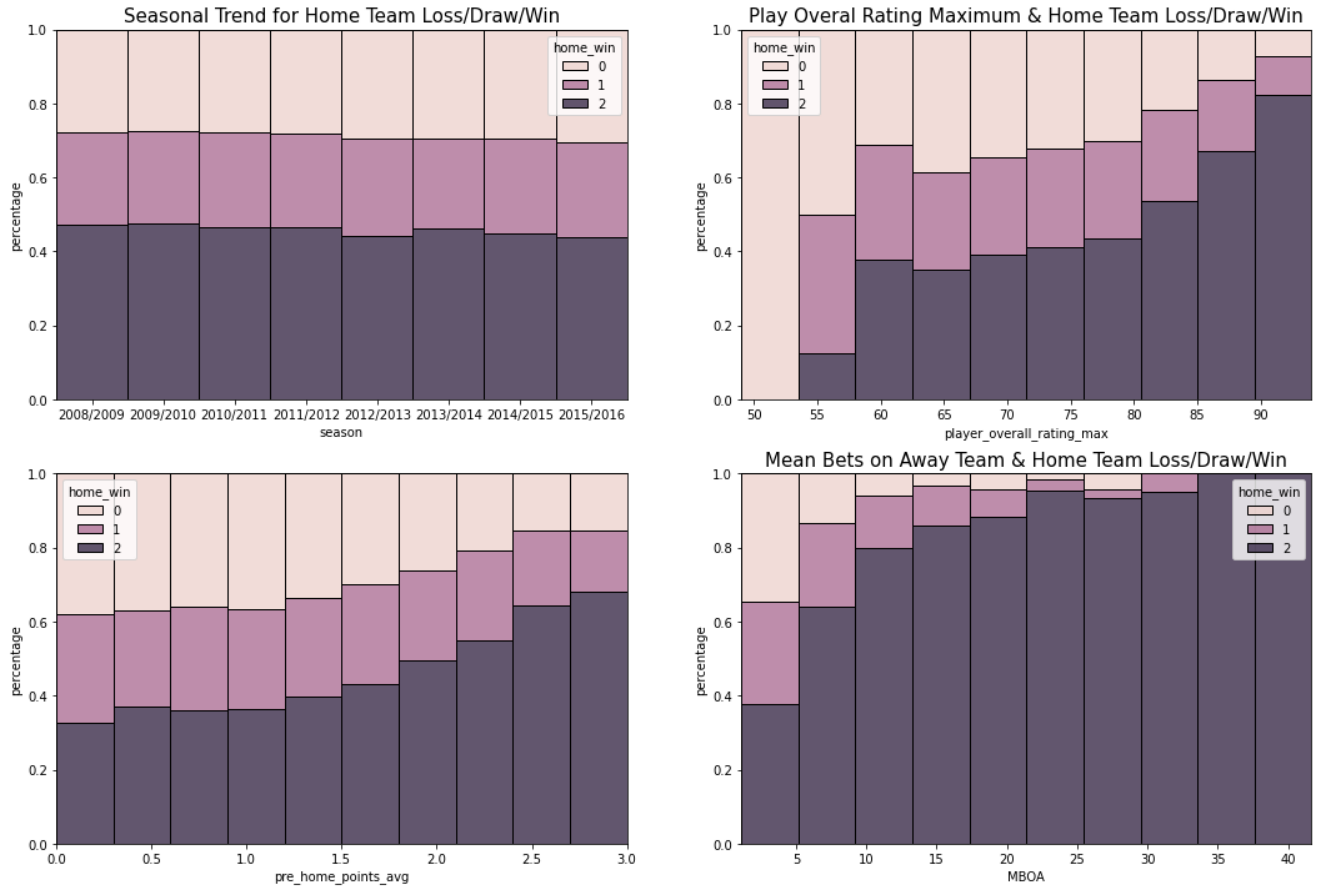 Seasonal Trend for Home Team Loss/Draw/Win
home_win
0
1
2
1.0
0.8
0.6
0.4
0.2
0.0
percentage
2008/2009 2009/2010 2010/2011 2011/2012 2012/2013 2013/2014 2014/2015 2015/2016
season
Play Overal Rating Maximum & Home Team Loss/Draw/Win
home_win
0
1
2
1.0
0.8
0.6
0.4
0.2
0.0
percentage
50 55 60 65 70 75 80 85 90
player_overall_rating_max
home_win
0
1
2
1.0
0.8
0.6
0.4
0.2
0.0
percentage
0.0 0.5 1.0 1.5 2.0 2.5 3.0
pre_home_points_avg
Mean Bets on Away Team & Home Team Loss/Draw/Win
home_win
0
1
2
1.0
0.8
0.6
0.4
0.2
0.0
percentage
5 10 15 20 25 30 35 40
MBOA